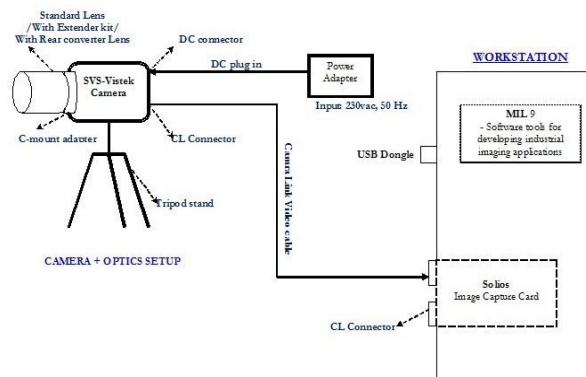 Standard Lens
/With Extender kit/
With Rear converter Lens
DC connector
SVS-Vistek
Camera
DC plug in
Power
Adapter
Input: 230vac, 50 Hz
C-mount adapter
CL Connector
Tripod stand
CAMERA + OPTICS SETUP
Camera Link Video cable
WORKSTATION
MIL 9
- Software tools for
developing industrial
imaging applications
USB Dongle
Solios
Image Capture Card
CL Connector